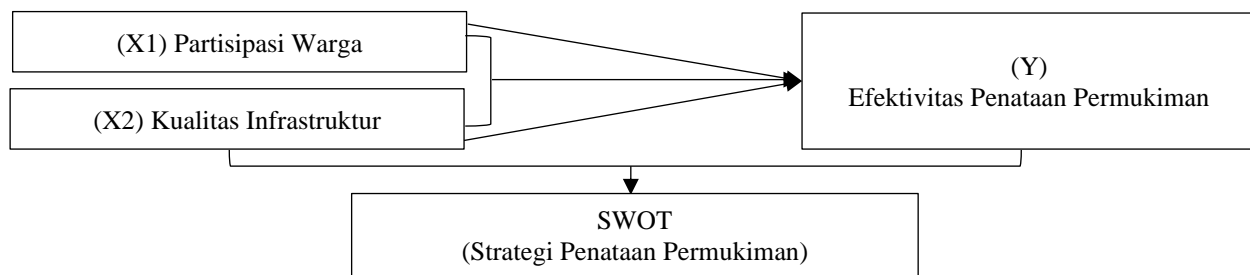 (X1) Partisipasi Warga
(X2) Kualitas Infrastruktur
(Y)
Efektivitas Penataan Permukiman
SWOT
(Strategi Penataan Permukiman)